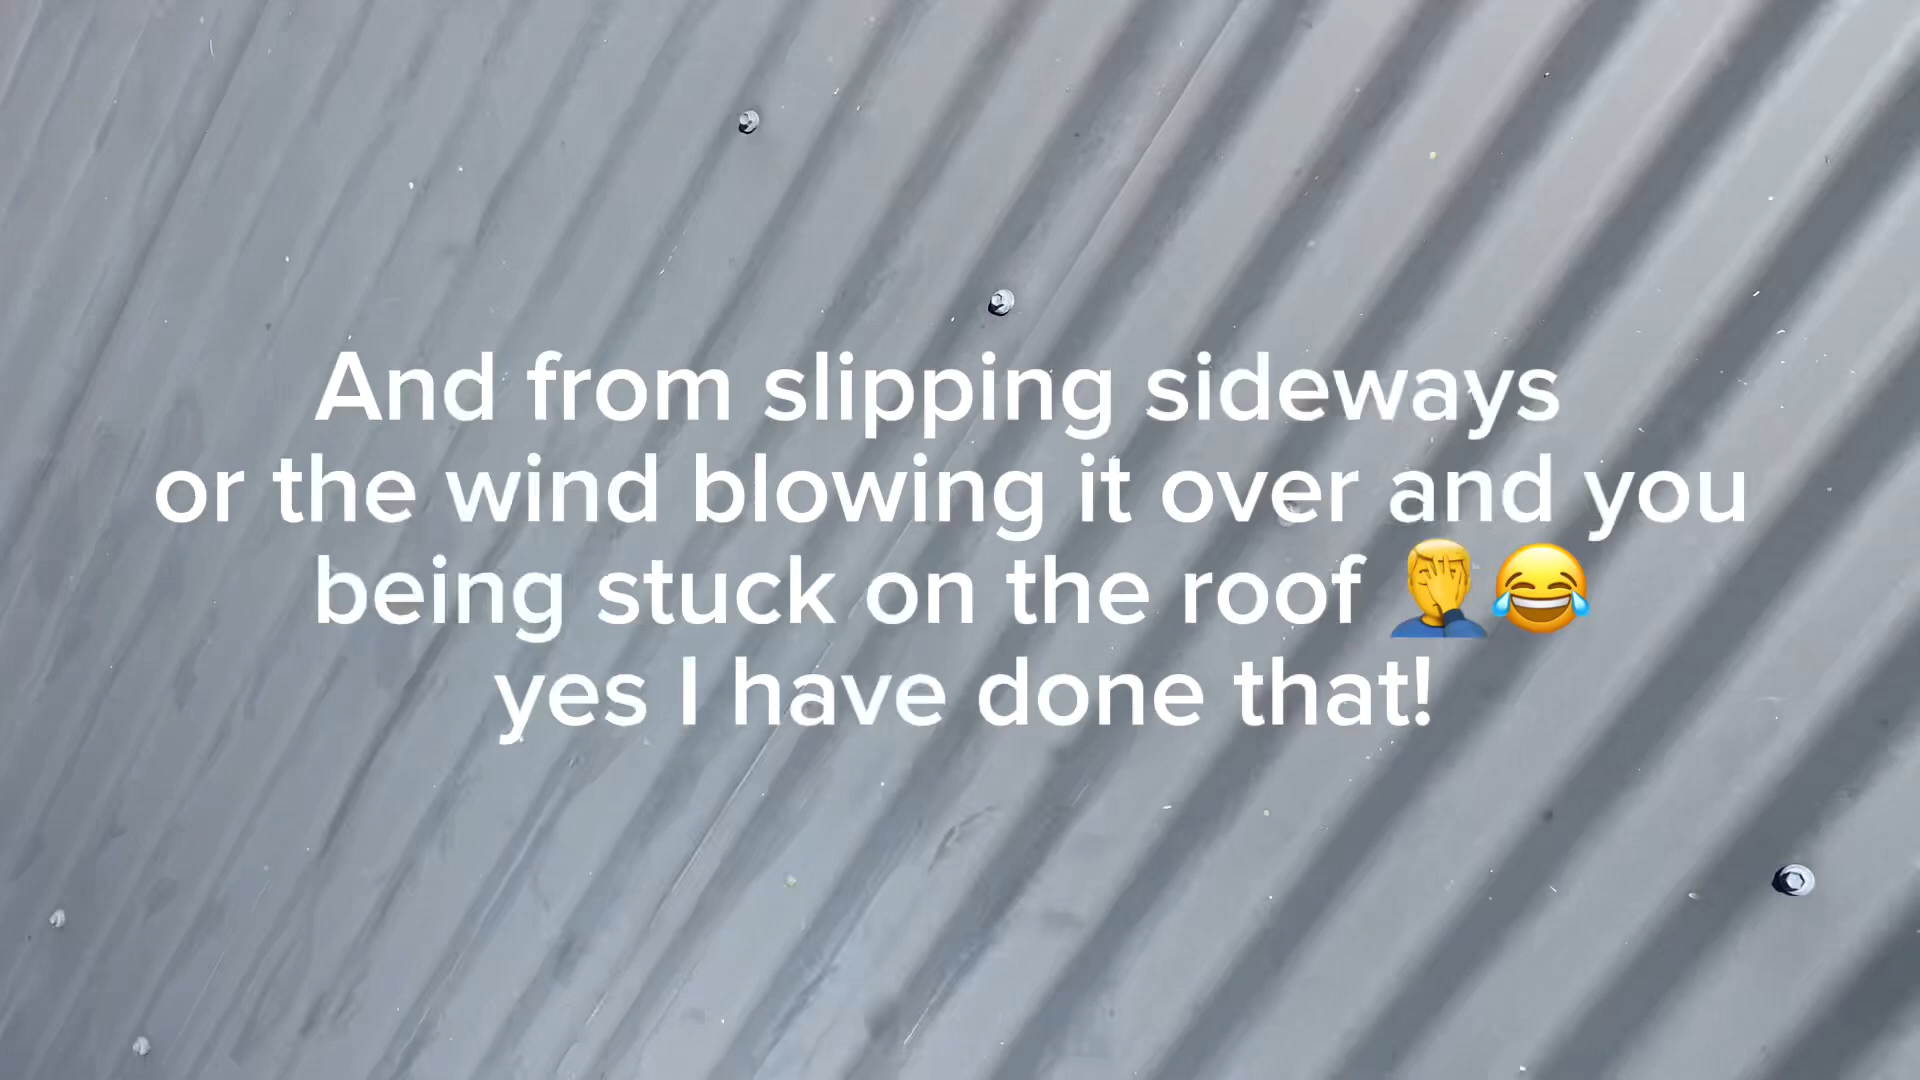 And from slipping sideways
or the wind blowing it over and you
being stuck on the roof 🤦‍♂️😂
yes I have done that!